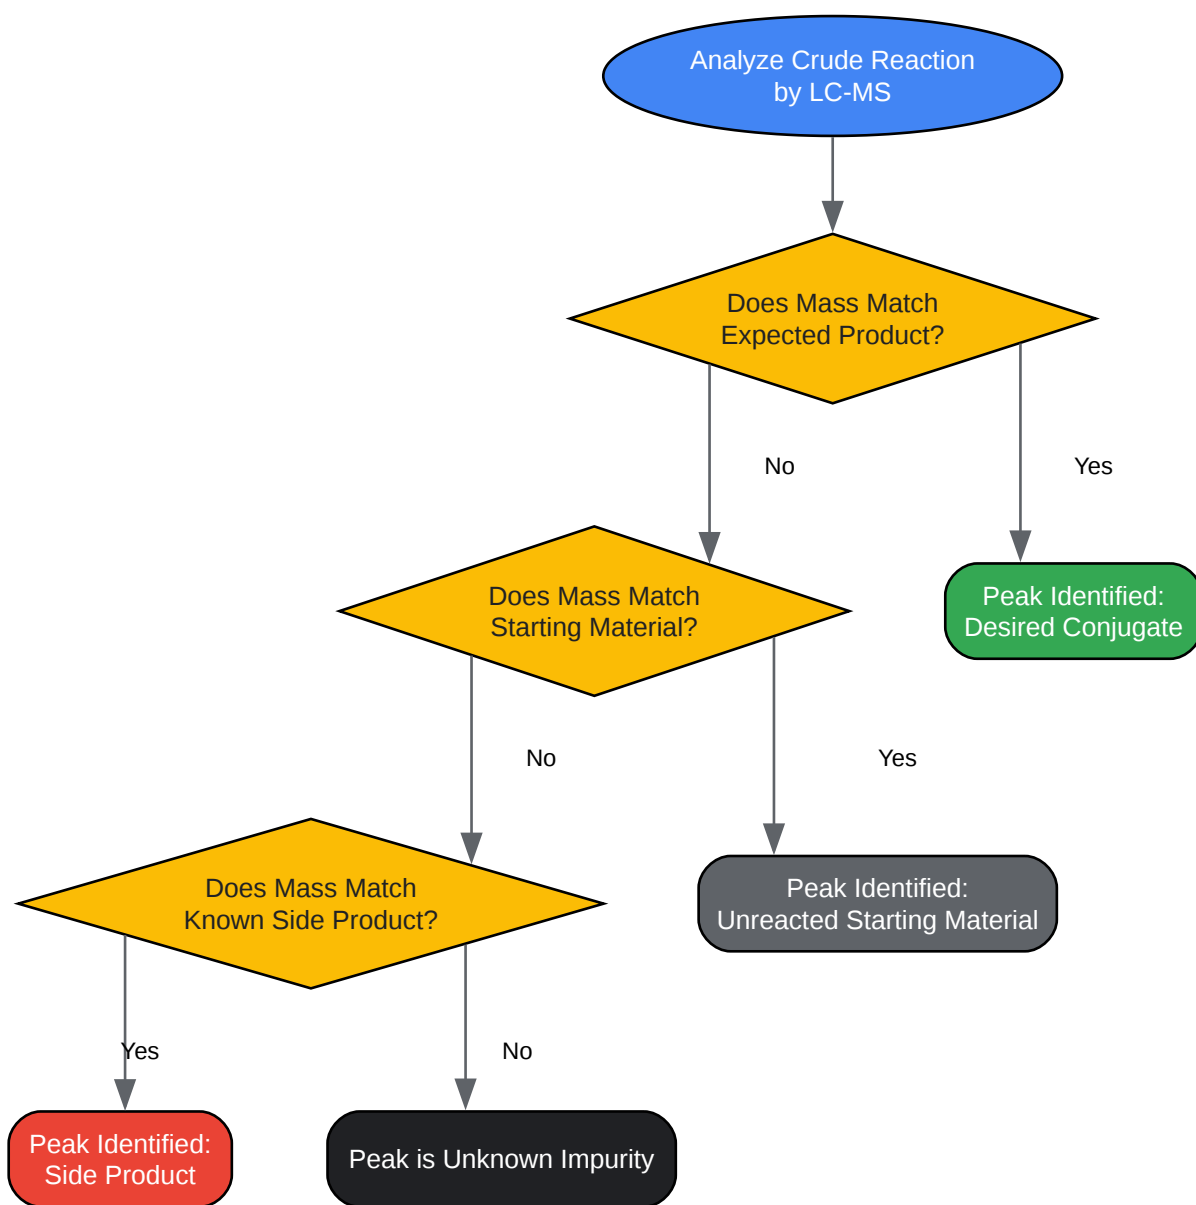 Analyze Crude Reaction
by LC-MS
Does Mass Match
Expected Product?
No
Yes
Does Mass Match
Starting Material?
Peak Identified:
Desired Conjugate
No
Yes
Does Mass Match
Known Side Product?
Peak Identified:
Unreacted Starting Material
Yes
No
Peak Identified:
Side Product
Peak is Unknown Impurity